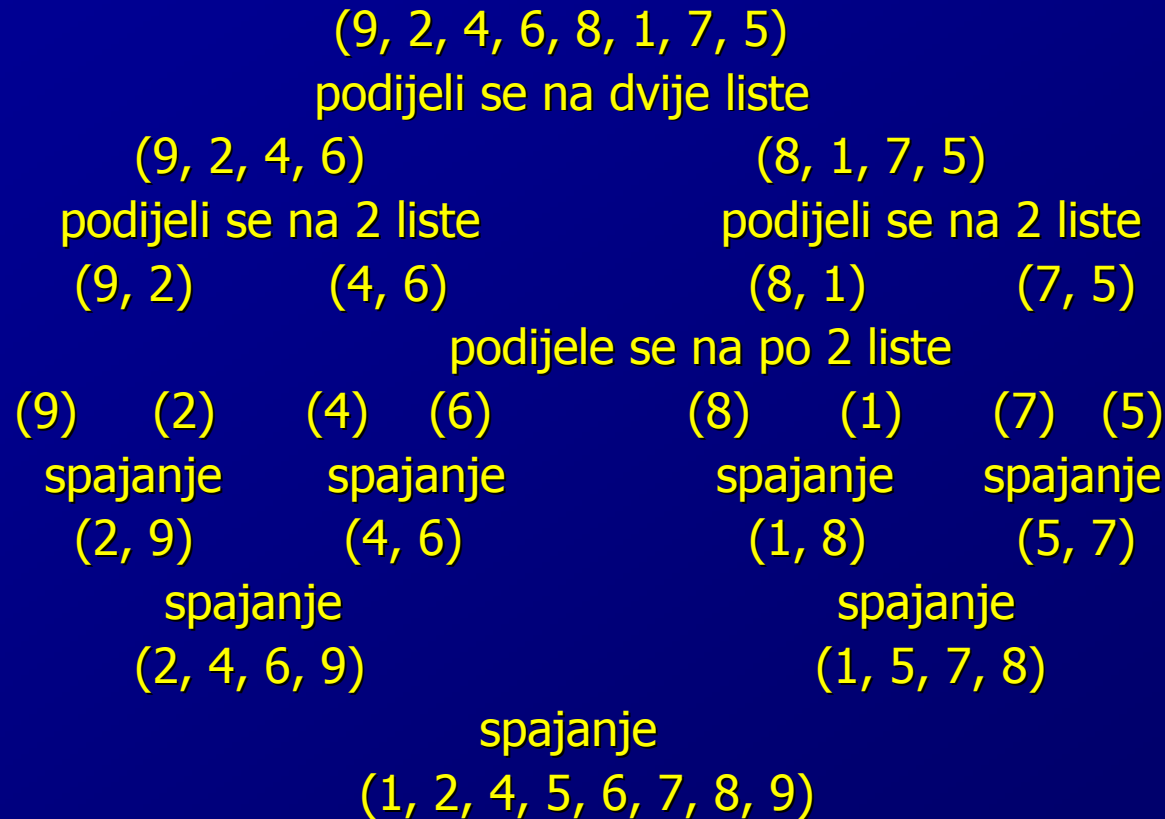 (9, 2, 4, 6, 8, 1, 7, 5)
podijeli se na dvije liste
(9, 2, 4, 6) (8, 1, 7, 5)
podijeli se na 2 liste podijeli se na 2 liste
(9, 2) (4, 6) (8, 1) (7, 5)
podijele se na po 2 liste
(9) (2) (4) (6) (8) (1) (7) (5)
spajanje spajanje spajanje spajanje
(2, 9) (4, 6) (1, 8) (5, 7)
spajanje spajanje
(2, 4, 6, 9) (1, 5, 7, 8)
spajanje
(1, 2, 4, 5, 6, 7, 8, 9)